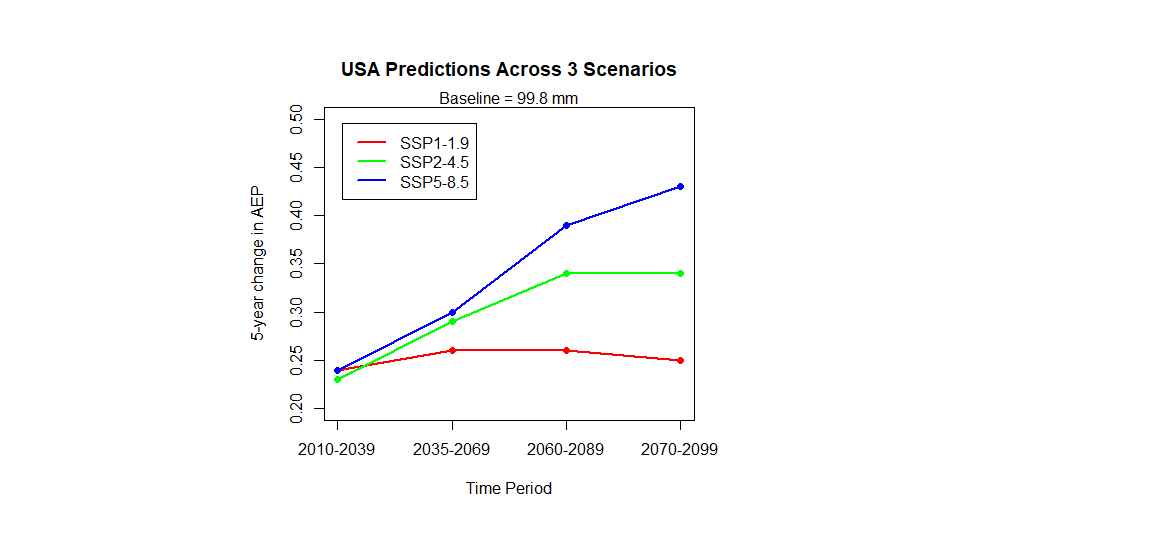 USA Predictions Across 3 Scenarios
Baseline = 99.8 mm
SSP1-1.9
SSP2-4.5
SSP5-8.5
5-year change in AEP
0.50
0.45
0.40
0.35
0.30
0.25
0.20
2010-2039 2035-2069 2060-2089 2070-2099
Time Period